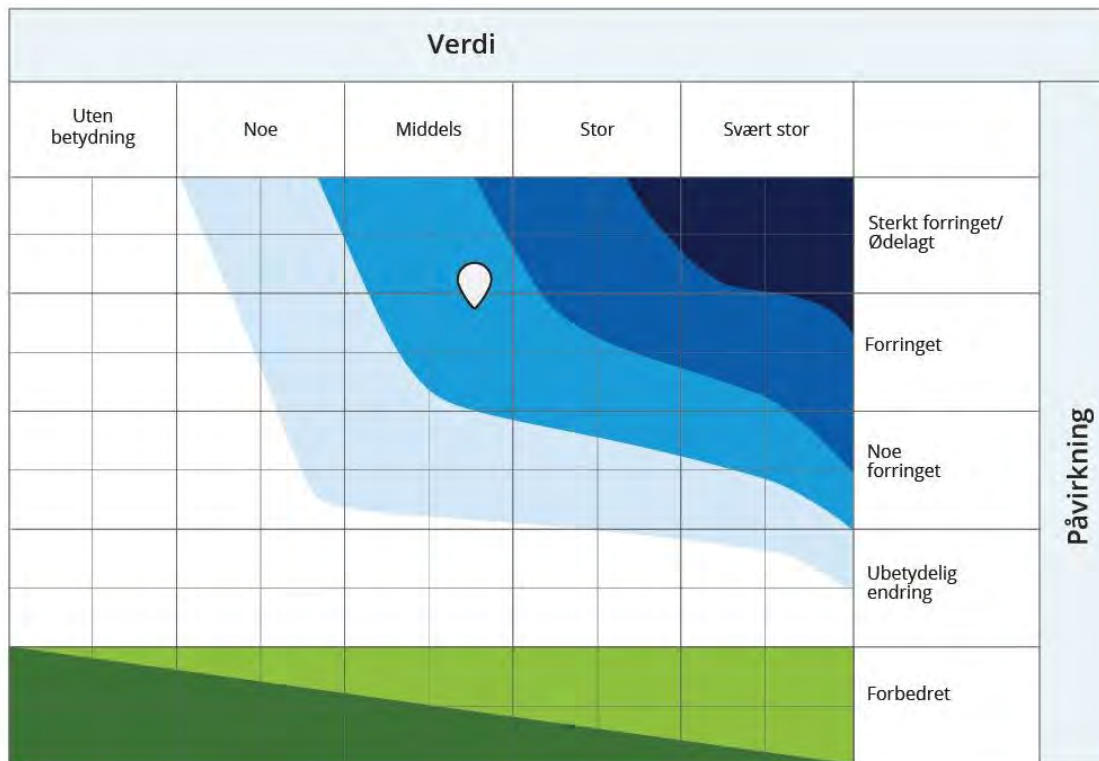 Verdi
Uten
betydning
Noe
Middels
Stor
Svært stor
Sterkt forringet/
Ødelagt
Forringet
Noe
forringet
Ubetydelig
endring
Forbedret
Påvirkning